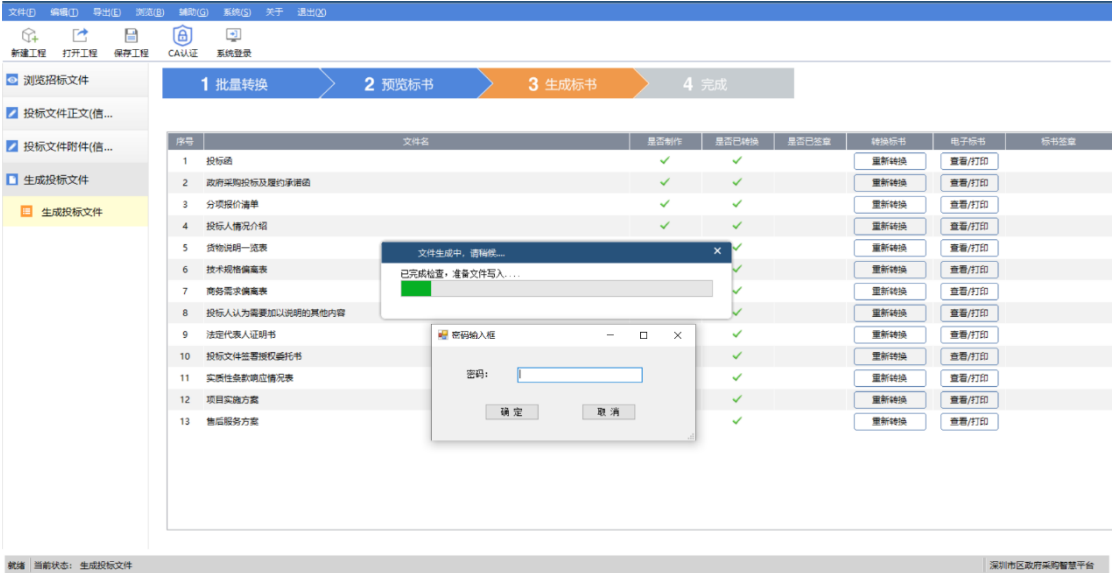 文件(F) 编辑(I) 导出(E) 浏览(B) 辅助(G) 系统(S) 关于 退出(X)
新建工程 打开工程 保存工程 CA认证 系统登录
浏览招标文件
投标文件正文(信...
投标文件附件(信...
生成投标文件
生成投标文件
1 批量转换 2 预览标书 3 生成标书 4 完成
序号 文件名 是否制作 是否已转换 是否已签章 转换标书 电子标书 标书签章
1 投标函 重新转换 查看/打印
2 政府采购投标及履约承诺函 重新转换 查看/打印
3 分项报价清单 重新转换 查看/打印
4 投标人情况介绍 重新转换 查看/打印
5 货物说明一览表 重新转换 查看/打印
6 技术规格偏离表 重新转换 查看/打印
7 商务需求偏离表 重新转换 查看/打印
8 投标人认为需要加以说明的其他内容 重新转换 查看/打印
9 法定代表人证明书 重新转换 查看/打印
10 投标文件签署授权委托书 重新转换 查看/打印
11 实质性条款响应情况表 重新转换 查看/打印
12 项目实施方案 重新转换 查看/打印
13 售后服务方案 重新转换 查看/打印
文件生成中，请稍候....
已完成检查，准备文件写入....
密码输入框
密码：
确定 取消
就绪 当前状态： 生成投标文件 深圳市区政府采购智慧平台